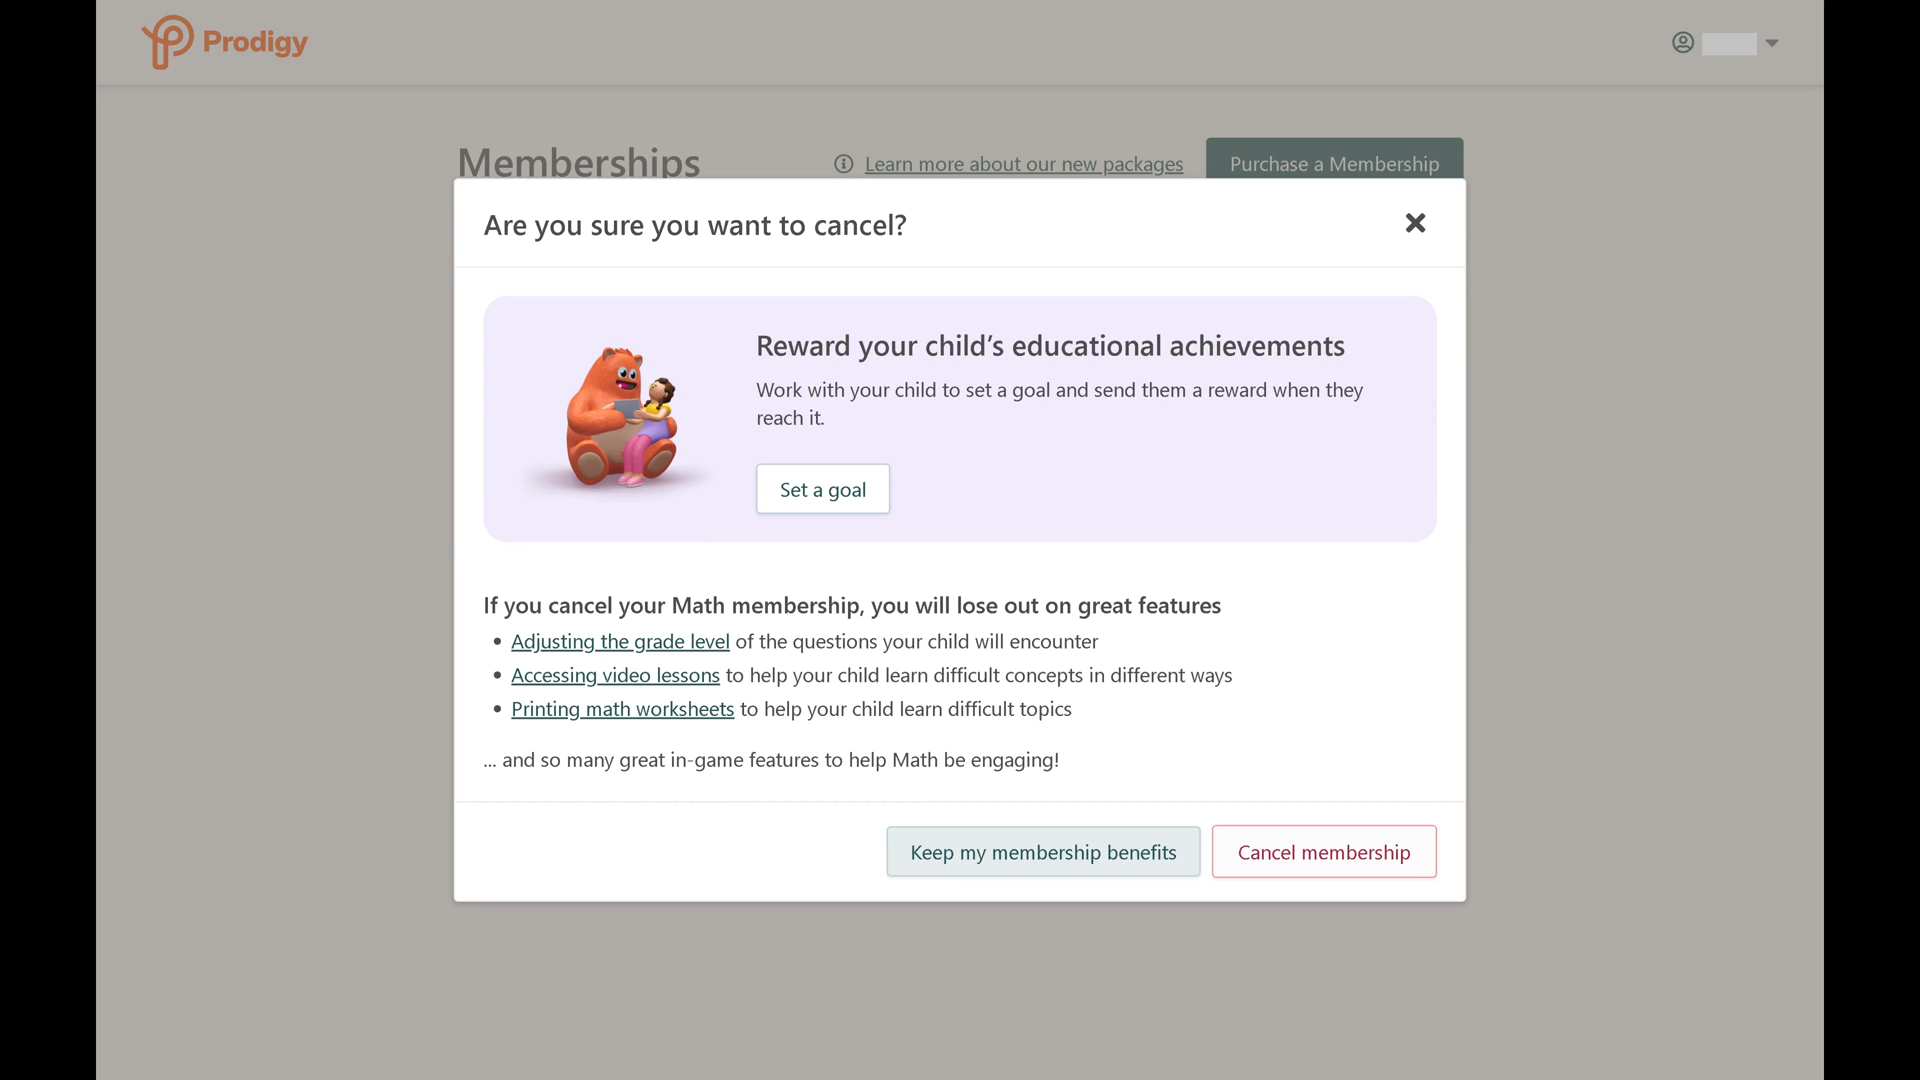 Prodigy
Memberships
Learn more about our new packages
Purchase a Membership
Are you sure you want to cancel?
Reward your child’s educational achievements
Work with your child to set a goal and send them a reward when they
reach it.
Set a goal
If you cancel your Math membership, you will lose out on great features
• Adjusting the grade level of the questions your child will encounter
• Accessing video lessons to help your child learn difficult concepts in different ways
• Printing math worksheets to help your child learn difficult topics
... and so many great in-game features to help Math be engaging!
Keep my membership benefits
Cancel membership